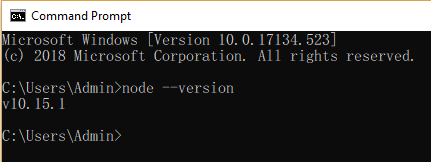 Command Prompt
Microsoft Windows [Version 10.0.17134.523]
(c) 2018 Microsoft Corporation. All rights reserved.
C:\Users\Admin>node --version
v10.15.1
C:\Users\Admin>